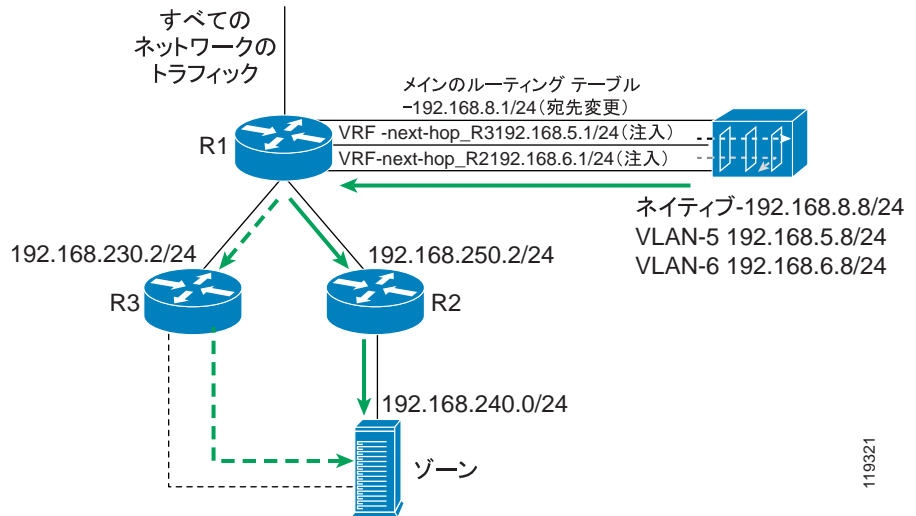 すべての
ネットワークの
トラフィック
メインのルーティング テーブル
-192.168.8.1/24(宛先変更)
R1
VRF -next-hop_R3192.168.5.1/24(注入)
VRF-next-hop_R2192.168.6.1/24(注入)
ネイティブ-192.168.8.8/24
VLAN-5 192.168.5.8/24
VLAN-6 192.168.6.8/24
192.168.230.2/24
192.168.250.2/24
R3
R2
192.168.240.0/24
ゾーン
119321